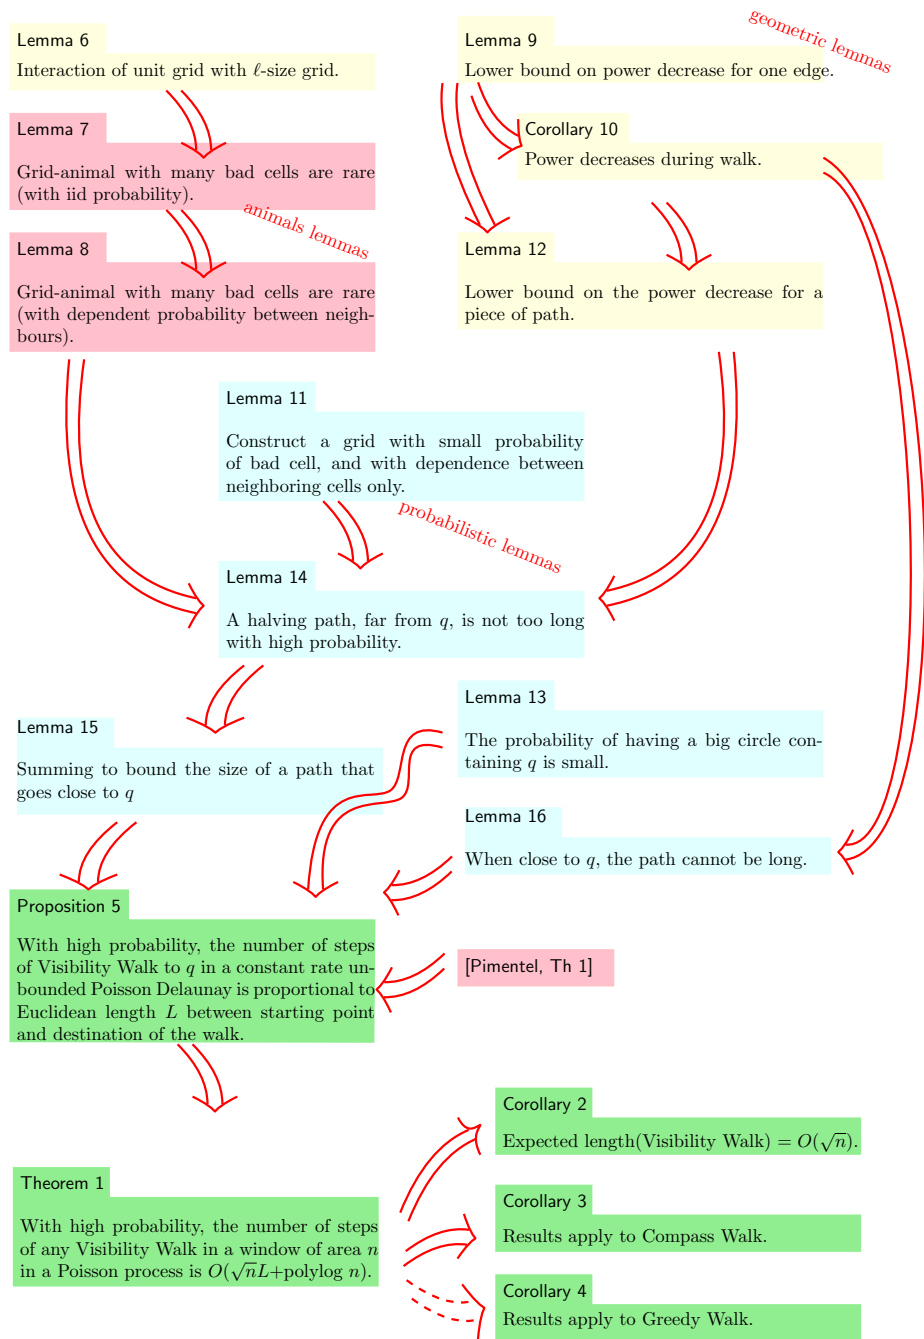 Lemma 6
Interaction of unit grid with ℓ-size grid.
Lemma 7
Grid-animal with many bad cells are rare
(with iid probability).
animals lemmas
Lemma 8
Grid-animal with many bad cells are rare
(with dependent probability between neigh-
bours).
geometric lemmas
Lemma 9
Lower bound on power decrease for one edge.
Corollary 10
Power decreases during walk.
Lemma 12
Lower bound on the power decrease for a
piece of path.
Lemma 11
Construct a grid with small probability
of bad cell, and with dependence between
neighboring cells only.
probabilistic lemmas
Lemma 14
A halving path, far from q, is not too long
with high probability.
Lemma 15
Summing to bound the size of a path that
goes close to q
Lemma 13
The probability of having a big circle con-
taining q is small.
Lemma 16
When close to q, the path cannot be long.
Proposition 5
With high probability, the number of steps
of Visibility Walk to q in a constant rate un-
bounded Poisson Delaunay is proportional to
Euclidean length L between starting point
and destination of the walk.
[Pimentel, Th 1]
Theorem 1
With high probability, the number of steps
of any Visibility Walk in a window of area n
in a Poisson process is O(√nL+polylog n).
Corollary 2
Expected length(Visibility Walk) = O(√n).
Corollary 3
Results apply to Compass Walk.
Corollary 4
Results apply to Greedy Walk.